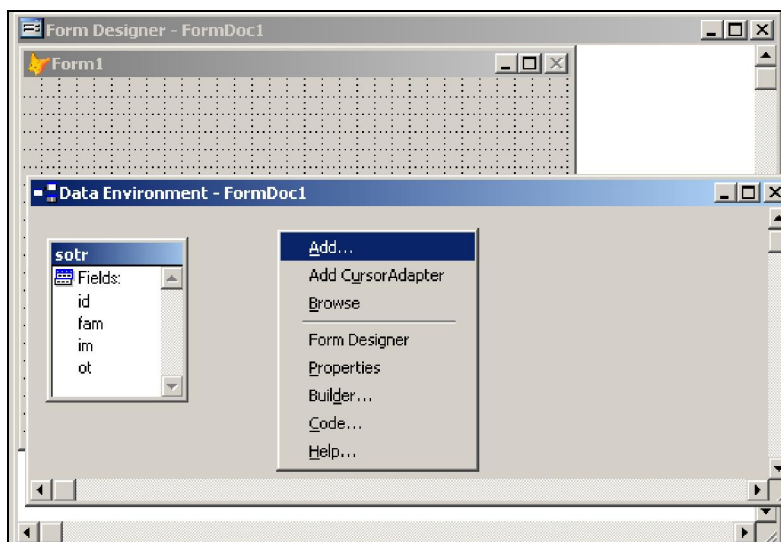 Form Designer - FormDoc1
Form1
Data Environment - FormDoc1
sotr
Fields:
id
fam
im
ot
Add...
Add CursorAdapter
Browse
Form Designer
Properties
Builder...
Code...
Help...